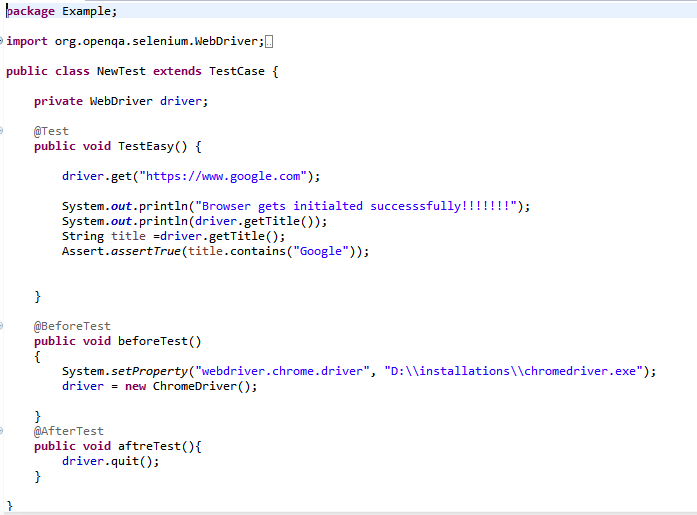 package Example;
import org.openqa.selenium.WebDriver;
public class NewTest extends TestCase {
private WebDriver driver;
@Test
public void TestEasy() {
driver.get("https://www.google.com");
System.out.println("Browser gets initialted successsfully!!!!!!!");
System.out.println(driver.getTitle());
String title =driver.getTitle();
Assert.assertTrue(title.contains("Google"));
}
@BeforeTest
public void beforeTest()
{
System.setProperty("webdriver.chrome.driver", "D:\\installations\\chromedriver.exe");
driver = new ChromeDriver();
}
@AfterTest
public void aftreTest(){
driver.quit();
}
}